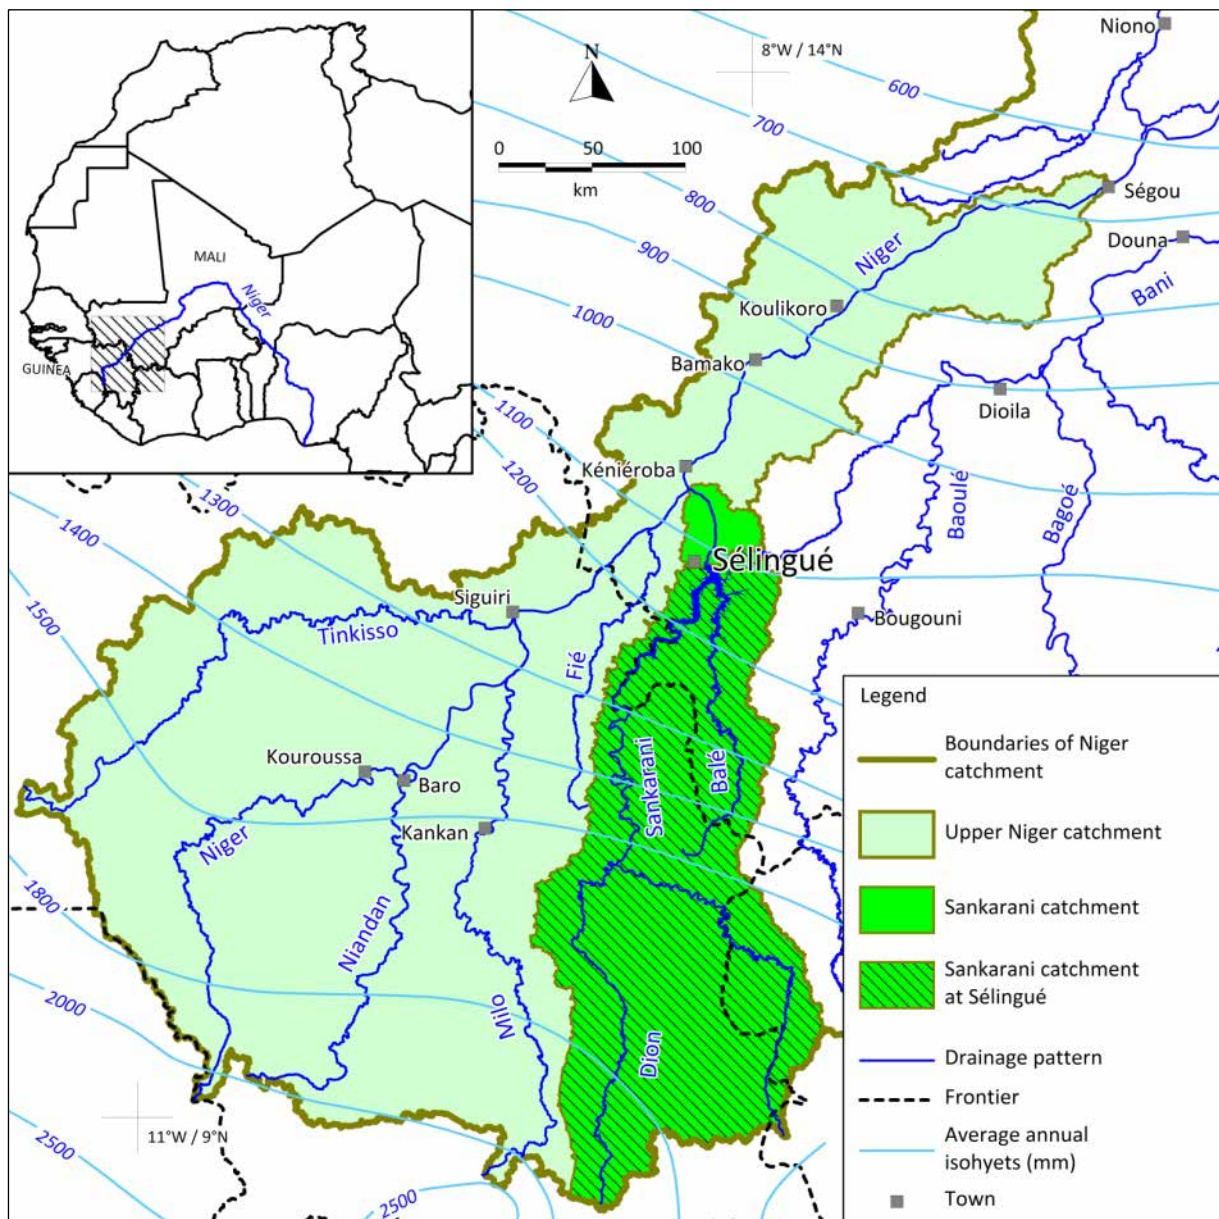 MALI
Niger
GUINEA
N
0 50 100
km
8°W / 14°N
Niono
600
700
800
900
1000
1100
1200
1300
1400
1500
1800
2000
2500
2500
Ségou
Douna
Niger
Bani
Koulikoro
Bamako
Dioila
Kéniéroba
Baoulé
Bagoé
Sélingué
Siguiri
Tinkisso
Bougouni
Fié
Kouroussa
Baro
Sankarani
Balé
Niger
Kankan
Niandan
Milo
Dion
11°W / 9°N
Legend
Boundaries of Niger
catchment
Upper Niger catchment
Sankarani catchment
Sankarani catchment
at Sélingué
Drainage pattern
Frontier
Average annual
isohyets (mm)
Town